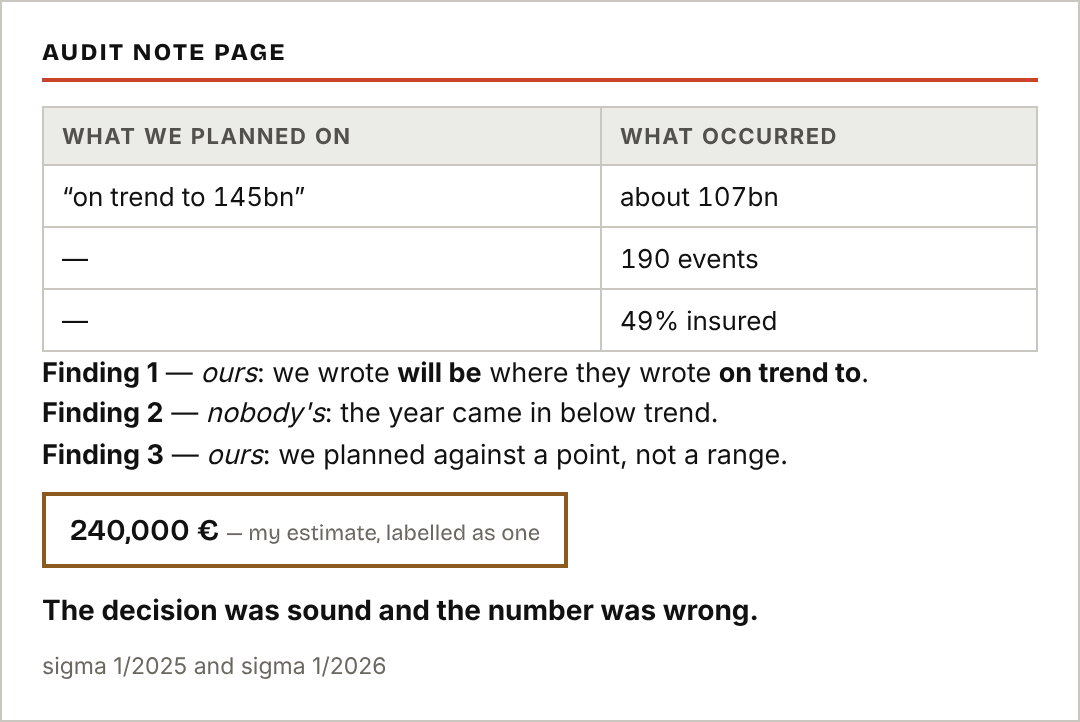 AUDIT NOTE PAGE
WHAT WE PLANNED ON
WHAT OCCURRED
“on trend to 145bn”
about 107bn
—
190 events
—
49% insured
Finding 1 — ours: we wrote will be where they wrote on trend to.
Finding 2 — nobody's: the year came in below trend.
Finding 3 — ours: we planned against a point, not a range.
240,000 € — my estimate, labelled as one
The decision was sound and the number was wrong.
sigma 1/2025 and sigma 1/2026